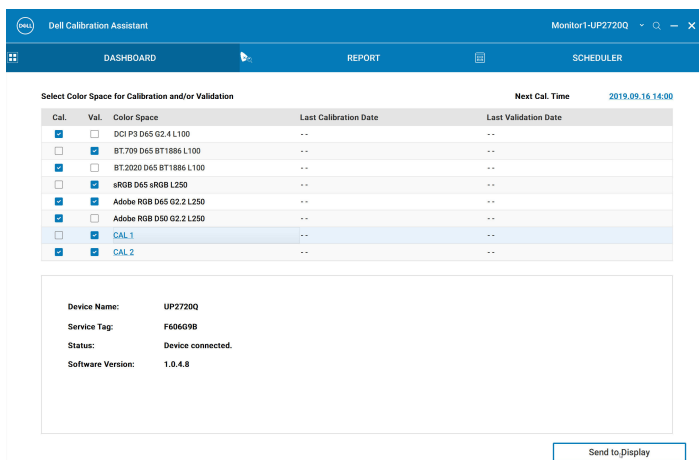 DELL Dell Calibration Assistant Monitor1-UP2720Q
DASHBOARD REPORT SCHEDULER
Select Color Space for Calibration and/or Validation Next Cal. Time 2019.09.16 14:00
Cal. Val. Color Space Last Calibration Date Last Validation Date
DCI P3 D65 G2.4 L100 -- --
BT.709 D65 BT1886 L100 -- --
BT.2020 D65 BT1886 L100 -- --
sRGB D65 sRGB L250 -- --
Adobe RGB D65 G2.2 L250 -- --
Adobe RGB D50 G2.2 L250 -- --
CAL 1 -- --
CAL 2 -- --
Device Name: UP2720Q
Service Tag: F606G9B
Status: Device connected.
Software Version: 1.0.4.8
Send to Display